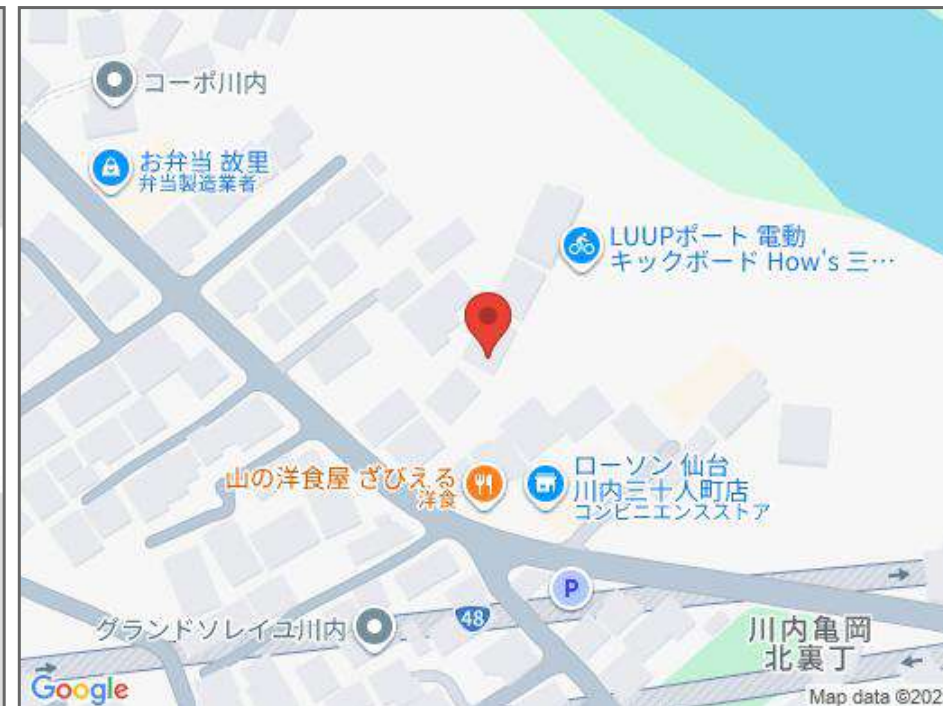 コーポ川内
お弁当 故里
弁当製造業者
LUUPポート 電動
キックボード How's 三…
山の洋食屋 ざびえる
洋食
ローソン 仙台
川内三十人町店
コンビニエンスストア
P
48
グランドソレイユ川内
川内亀岡
北裏丁
Google
Map data ©202